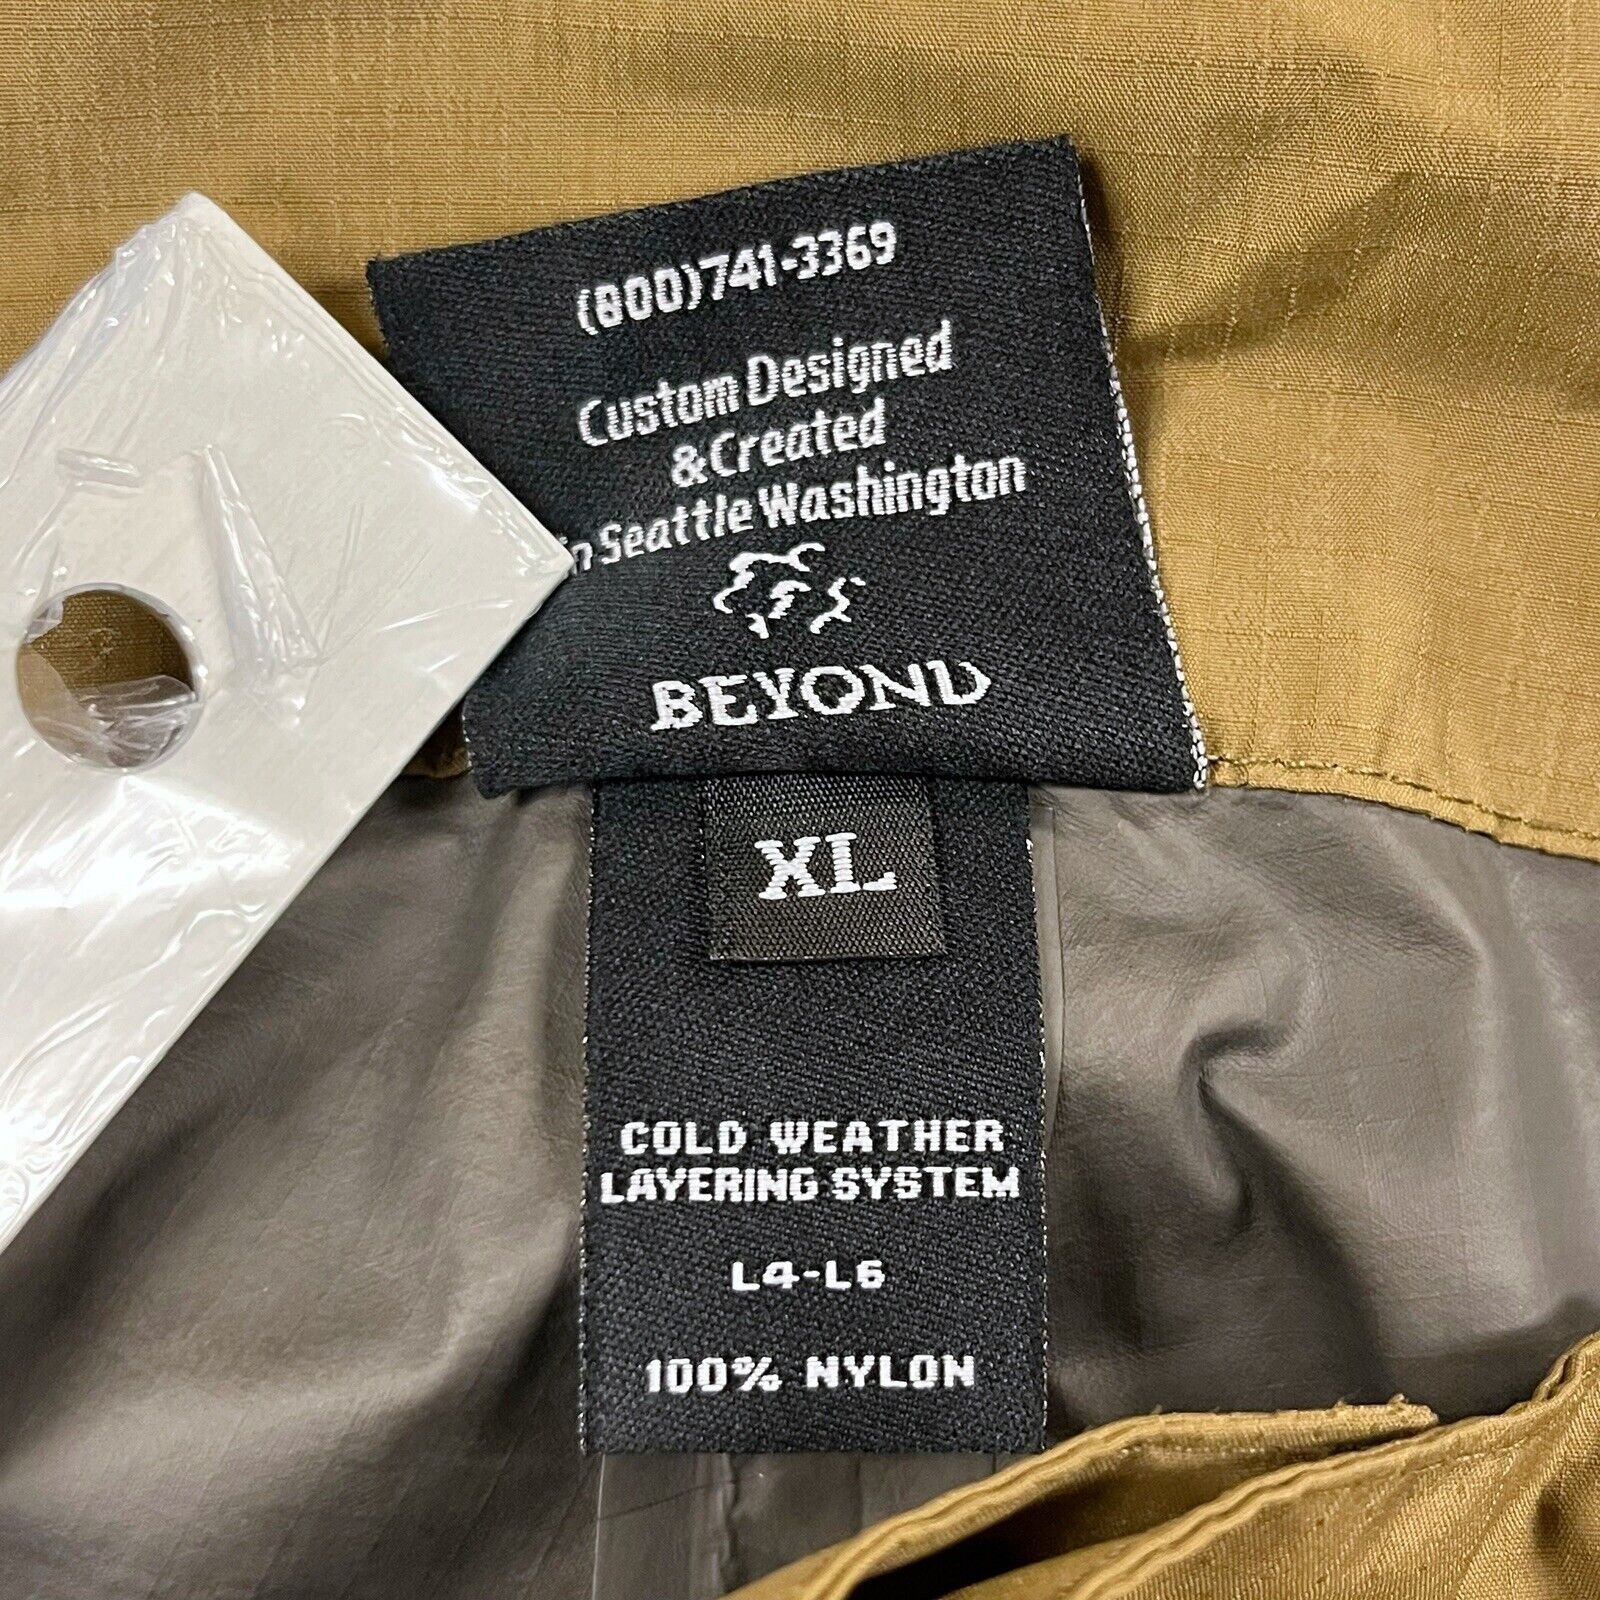 (800)741-3369
Custom Designed
&Created
in Seattle Washington
BEYOND
XL
COLD WEATHER
LAYERING SYSTEM
L4-L6
100% NYLON